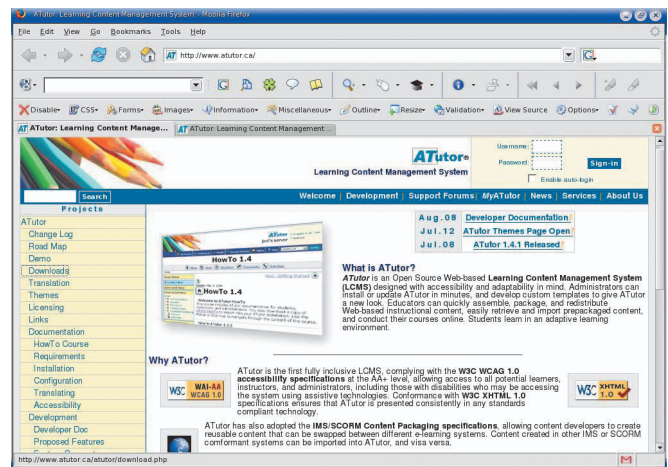 ATutor: Learning Content Management System - Mozilla Firefox
File Edit View Go Bookmarks Tools Help
AT http://www.atutor.ca/
G
Disable CSS Forms Images Information Miscellaneous Outline Resize Validation View Source Options
AT ATutor: Learning Content Manage... AT ATutor: Learning Content Management ...
ATutor®
Learning Content Management System
Username:
Password:
Sign-in
Enable auto-login
Search
Welcome | Development | Support Forums | MyATutor | News | Services | About Us
Projects
ATutor
Change Log
Road Map
Demo
Downloads
Translation
Themes
Licensing
Links
Documentation
HowTo Course
Requirements
Installation
Configuration
Translating
Accessibility
Development
Developer Doc
Proposed Features
HowTo 1.4
HowTo 1.4
Aug.08 Developer Documentation
Jul.12 ATutor Themes Page Open
Jul.08 ATutor 1.4.1 Released
What is ATutor?
ATutor is an Open Source Web-based Learning Content Management System
(LCMS) designed with accessibility and adaptability in mind. Administrators can
install or update ATutor in minutes, and develop custom templates to give ATutor
a new look. Educators can quickly assemble, package, and redistribute
Web-based instructional content, easily retrieve and import prepackaged content,
and conduct their courses online. Students learn in an adaptive learning
environment.
Why ATutor?
W3C WAI-AA WCAG 1.0
ATutor is the first fully inclusive LCMS, complying with the W3C WCAG 1.0
accessibility specifications at the AA+ level, allowing access to all potential learners,
instructors, and administrators, including those with disabilities who may be accessing
the system using assistive technologies. Conformance with W3C XHTML 1.0
specifications ensures that ATutor is presented consistently in any standards
compliant technology.
W3C XHTML 1.0
ATutor has also adopted the IMS/SCORM Content Packaging specifications, allowing content developers to create
reusable content that can be swapped between different e-learning systems. Content created in other IMS or SCORM
comformant systems can be imported into ATutor, and visa versa.
http://www.atutor.ca/atutor/download.php